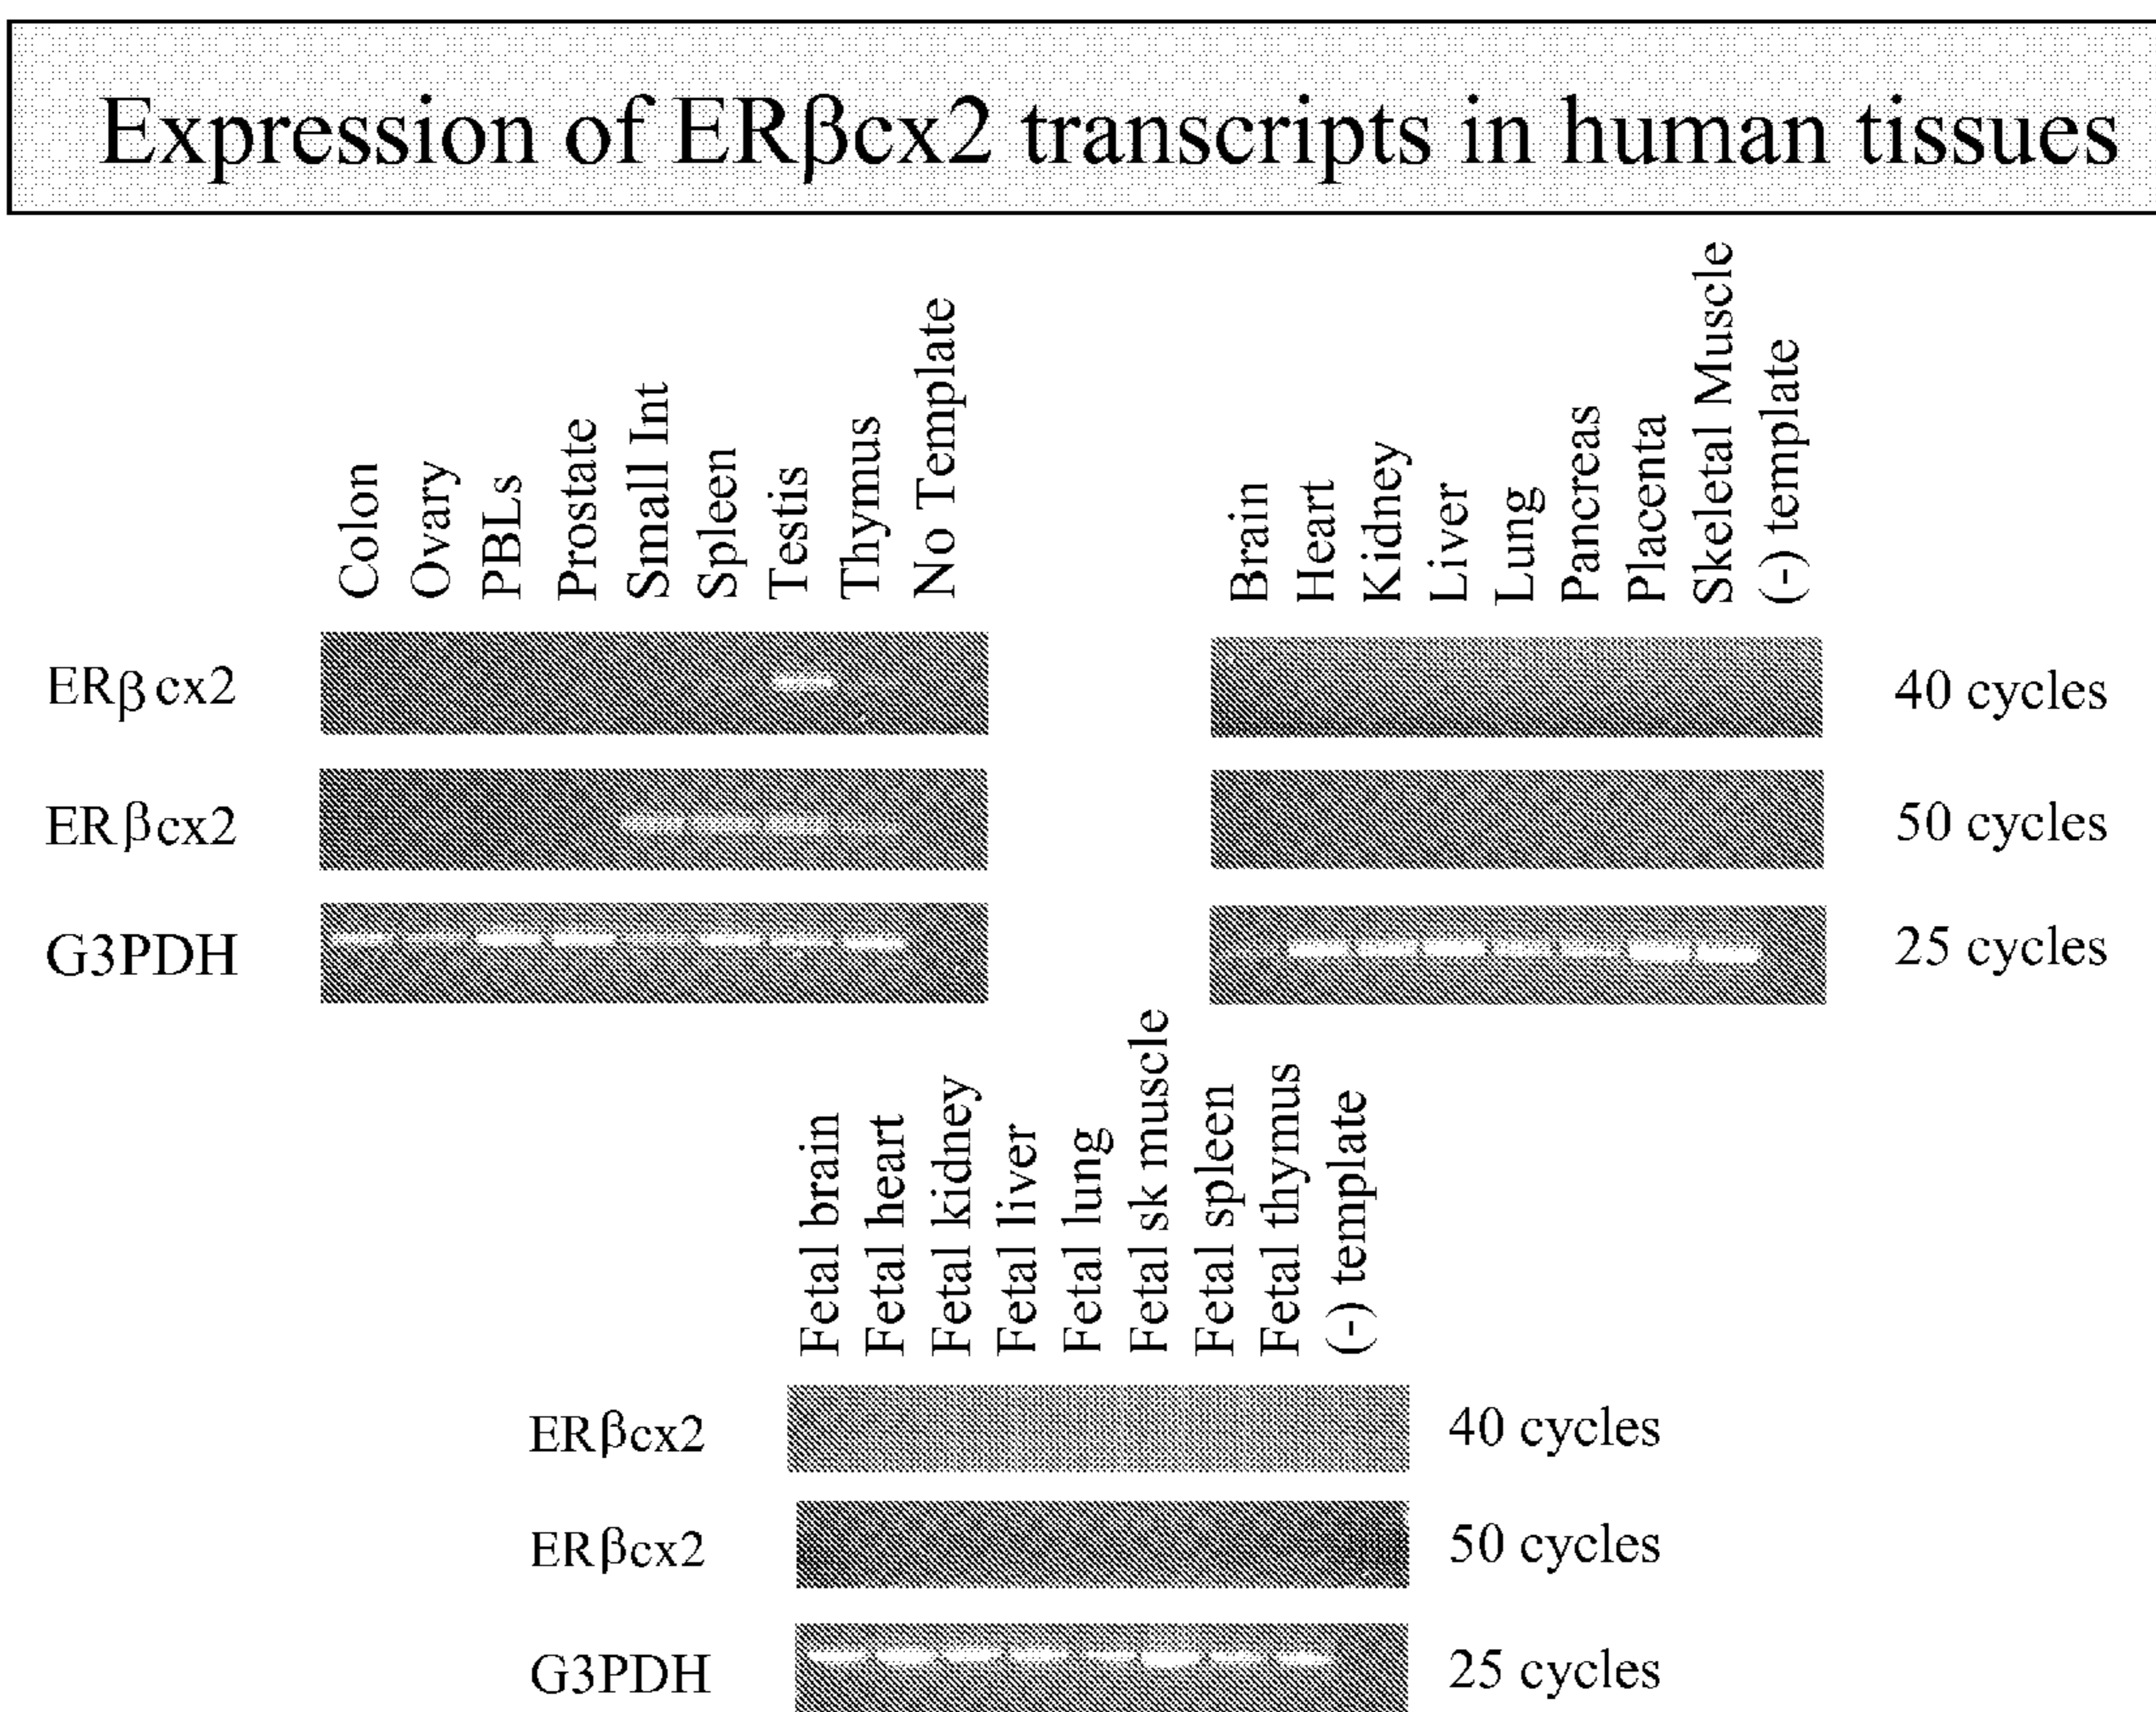 Expression of ERβcx2 transcripts in human tissues
Colon
Ovary
PBLs
Prostate
Small Int
Spleen
Testis
Thymus
No Template
Brain
Heart
Kidney
Liver
Lung
Pancreas
Placenta
Skeletal Muscle
(-) template
ERβ cx2
40 cycles
ERβcx2
50 cycles
G3PDH
25 cycles
Fetal brain
Fetal heart
Fetal kidney
Fetal liver
Fetal lung
Fetal sk muscle
Fetal spleen
Fetal thymus
(-) template
ERβcx2
40 cycles
ERβcx2
50 cycles
G3PDH
25 cycles